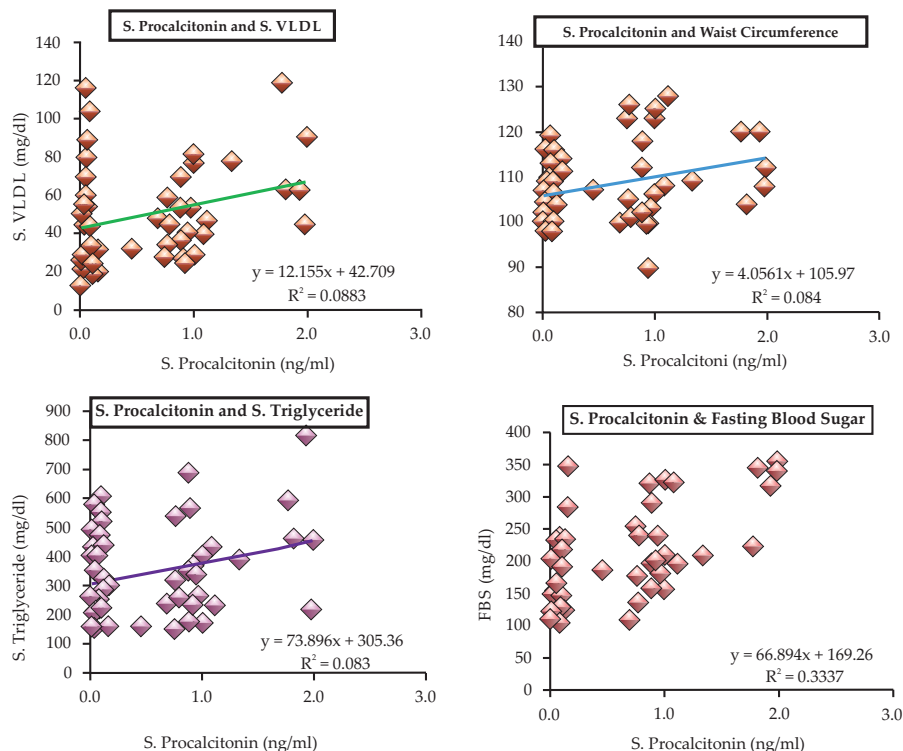 S. Procalcitonin and S. VLDL
140
120
100
80
60
40
20
0
S. VLDL (mg/dl)
y = 12.155x + 42.709
R² = 0.0883
0.0 1.0 2.0 3.0
S. Procalcitonin (ng/ml)
S. Procalcitonin and Waist Circumference
140
130
120
110
100
90
80
y = 4.0561x + 105.97
R² = 0.084
0.0 1.0 2.0 3.0
S. Procalcitoni (ng/ml)
S. Procalcitonin and S. Triglyceride
900
800
700
600
500
400
300
200
100
0
S. Triglyceride (mg/dl)
y = 73.896x + 305.36
R² = 0.083
0.0 1.0 2.0 3.0
S. Procalcitonin (ng/ml)
S. Procalcitonin & Fasting Blood Sugar
400
350
300
250
200
150
100
50
0
FBS (mg/dl)
y = 66.894x + 169.26
R² = 0.3337
0.0 1.0 2.0 3.0
S. Procalcitonin (ng/ml)